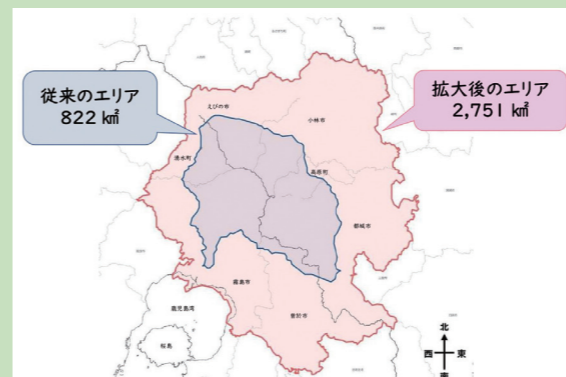 従来のエリア
822 ㎢
拡大後のエリア
2,751 ㎢
えびの市
小林市
湧水町
高原町
都城市
霧島市
曽於市
鹿児島湾
桜島
北
西 東
南